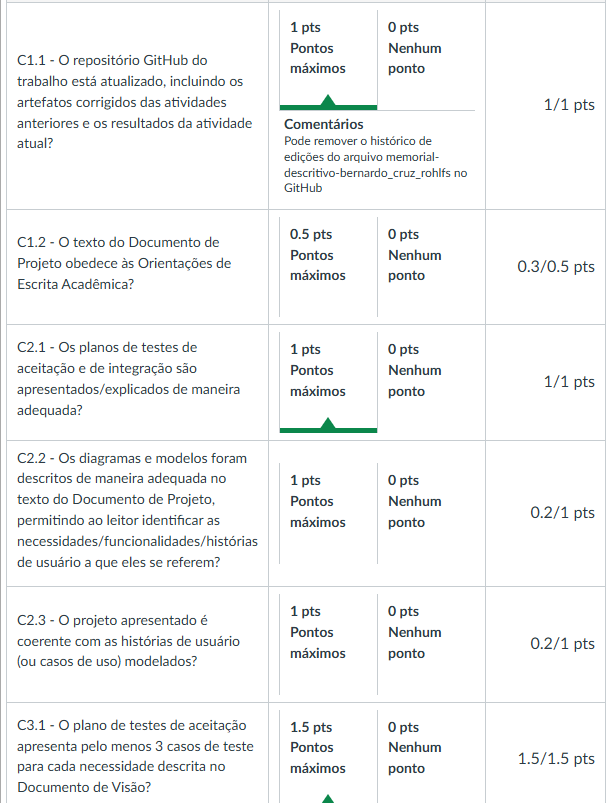 C1.1 - O repositório GitHub do
trabalho está atualizado, incluindo os
artefatos corrigidos das atividades
anteriores e os resultados da atividade
atual?
1 pts
Pontos
máximos
0 pts
Nenhum
ponto
Comentários
Pode remover o histórico de
edições do arquivo memorial-
descritivo-bernardo_cruz_rohlfs no
GitHub
1/1 pts
C1.2 - O texto do Documento de
Projeto obedece às Orientações de
Escrita Acadêmica?
0.5 pts
Pontos
máximos
0 pts
Nenhum
ponto
0.3/0.5 pts
C2.1 - Os planos de testes de
aceitação e de integração são
apresentados/explicados de maneira
adequada?
1 pts
Pontos
máximos
0 pts
Nenhum
ponto
1/1 pts
C2.2 - Os diagramas e modelos foram
descritos de maneira adequada no
texto do Documento de Projeto,
permitindo ao leitor identificar as
necessidades/funcionalidades/histórias
de usuário a que eles se referem?
1 pts
Pontos
máximos
0 pts
Nenhum
ponto
0.2/1 pts
C2.3 - O projeto apresentado é
coerente com as histórias de usuário
(ou casos de uso) modelados?
1 pts
Pontos
máximos
0 pts
Nenhum
ponto
0.2/1 pts
C3.1 - O plano de testes de aceitação
apresenta pelo menos 3 casos de teste
para cada necessidade descrita no
Documento de Visão?
1.5 pts
Pontos
máximos
0 pts
Nenhum
ponto
1.5/1.5 pts